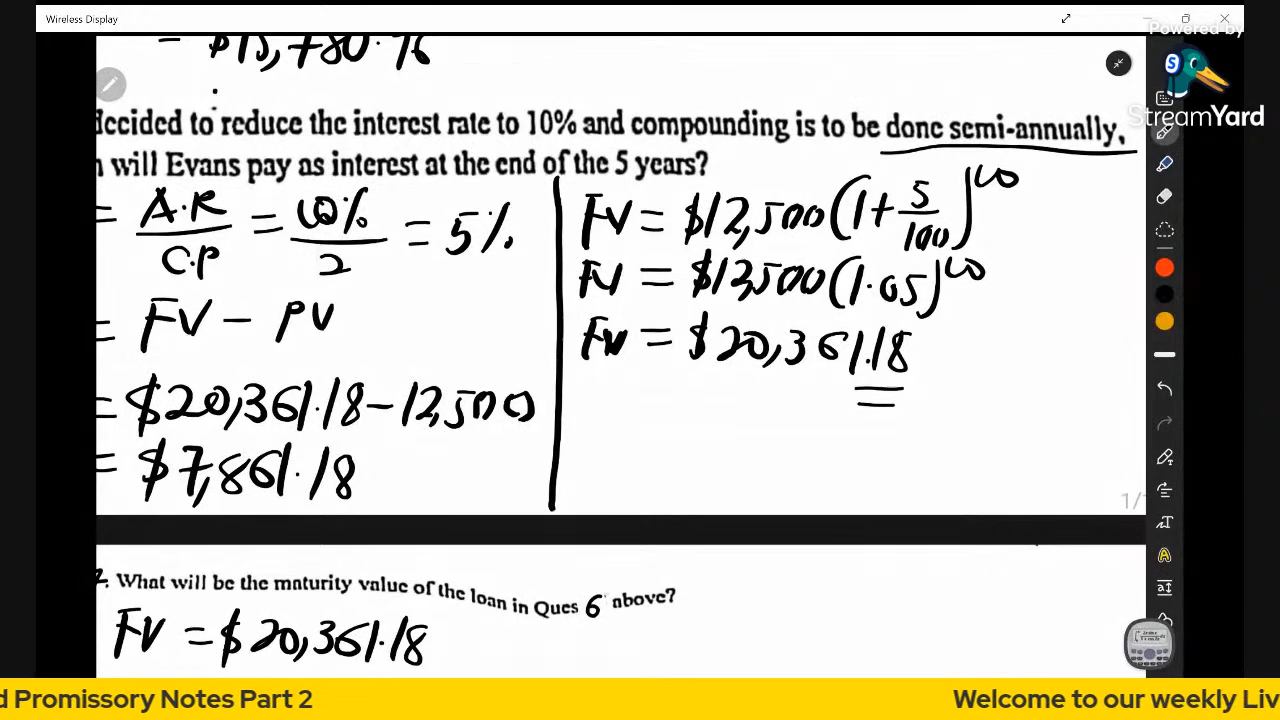 Wireless Display
Powered by
StreamYard
decided to reduce the interest rate to 10% and compounding is to be done semi-annually,
will Evans pay as interest at the end of the 5 years?
= A.R / C.P = 10% / 2 = 5%
= FV - PV
= $20,361.18 - 12,500
= $7,861.18
FV = $12,500 (1 + 5/100)^10
FV = $12,500 (1.05)^10
FV = $20,361.18
1/
7. What will be the maturity value of the loan in Ques 6 above?
FV = $20,361.18
d Promissory Notes Part 2
Welcome to our weekly Liv